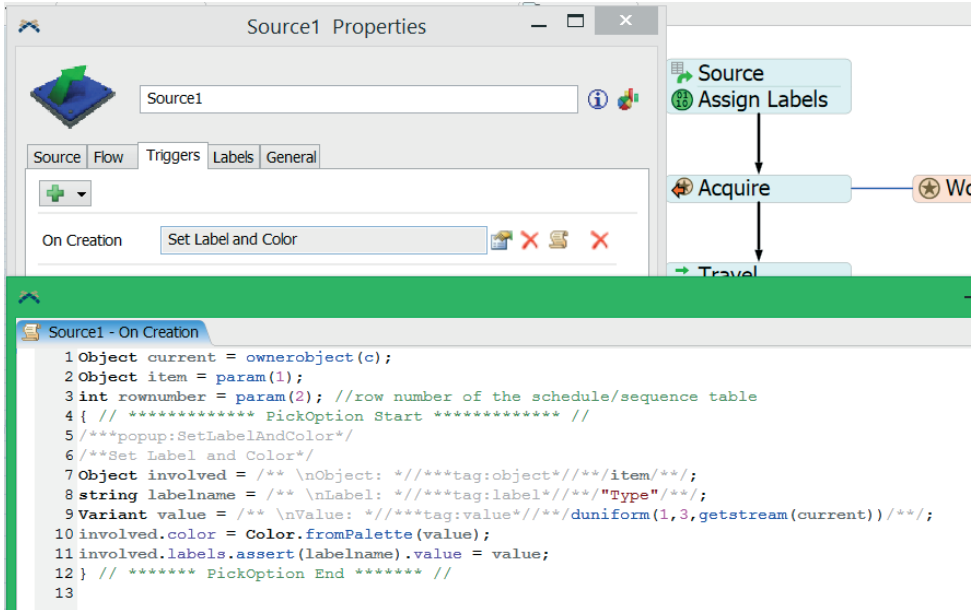 Source1 Properties
Source1
Source
Flow
Triggers
Labels
General
On Creation
Set Label and Color
Source
Assign Labels
Acquire
Wo
Travel
Source1 - On Creation
1 Object current = ownerobject(c);
2 Object item = param(1);
3 int rownumber = param(2); //row number of the schedule/sequence table
4 { // ************* PickOption Start ************* //
5 /***popup:SetLabelAndColor*/
6 /**Set Label and Color*/
7 Object involved = /** \nObject: *//***tag:object*//**/item/**/;
8 string labelname = /** \nLabel: *//***tag:label*//**/"Type"/**/;
9 Variant value = /** \nValue: *//***tag:value*//**/duniform(1,3,getstream(current))/**/;
10 involved.color = Color.fromPalette(value);
11 involved.labels.assert(labelname).value = value;
12 } // ******* PickOption End ******* //
13